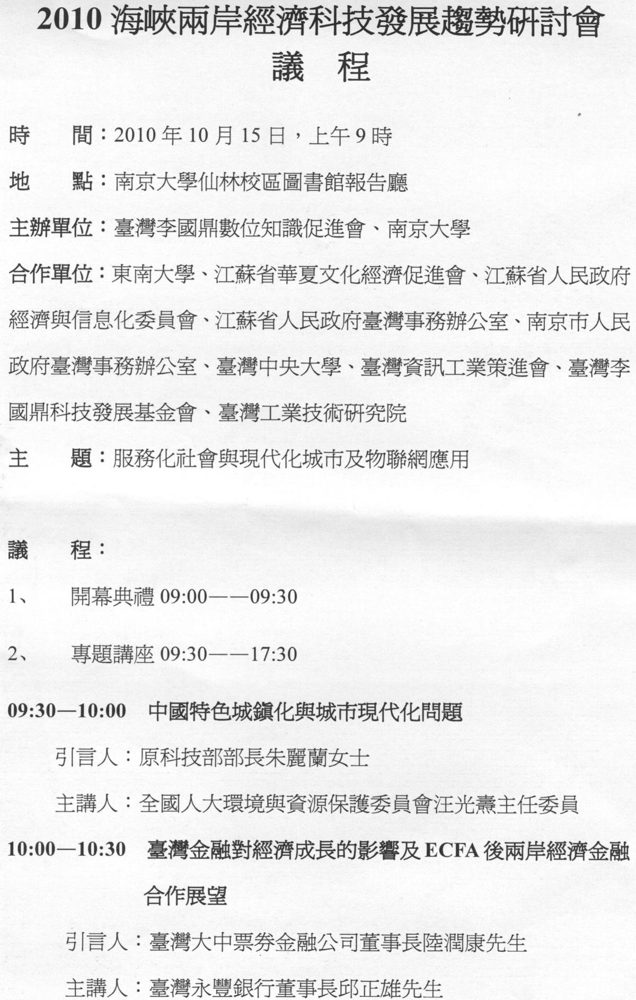 2010 海峽兩岸經濟科技發展趨勢研討會
議 程
時 間：2010 年 10 月 15 日，上午 9 時
地 點：南京大學仙林校區圖書館報告廳
主辦單位：臺灣李國鼎數位知識促進會、南京大學
合作單位：東南大學、江蘇省華夏文化經濟促進會、江蘇省人民政府
經濟與信息化委員會、江蘇省人民政府臺灣事務辦公室、南京市人民
政府臺灣事務辦公室、臺灣中央大學、臺灣資訊工業策進會、臺灣李
國鼎科技發展基金會、臺灣工業技術研究院
主 題：服務化社會與現代化城市及物聯網應用
議 程：
1、 開幕典禮 09:00——09:30
2、 專題講座 09:30——17:30
09:30—10:00 中國特色城鎮化與城市現代化問題
引言人：原科技部部長朱麗蘭女士
主講人：全國人大環境與資源保護委員會汪光燾主任委員
10:00—10:30 臺灣金融對經濟成長的影響及 ECFA 後兩岸經濟金融
合作展望
引言人：臺灣大中票券金融公司董事長陸潤康先生
主講人：臺灣永豐銀行董事長邱正雄先生